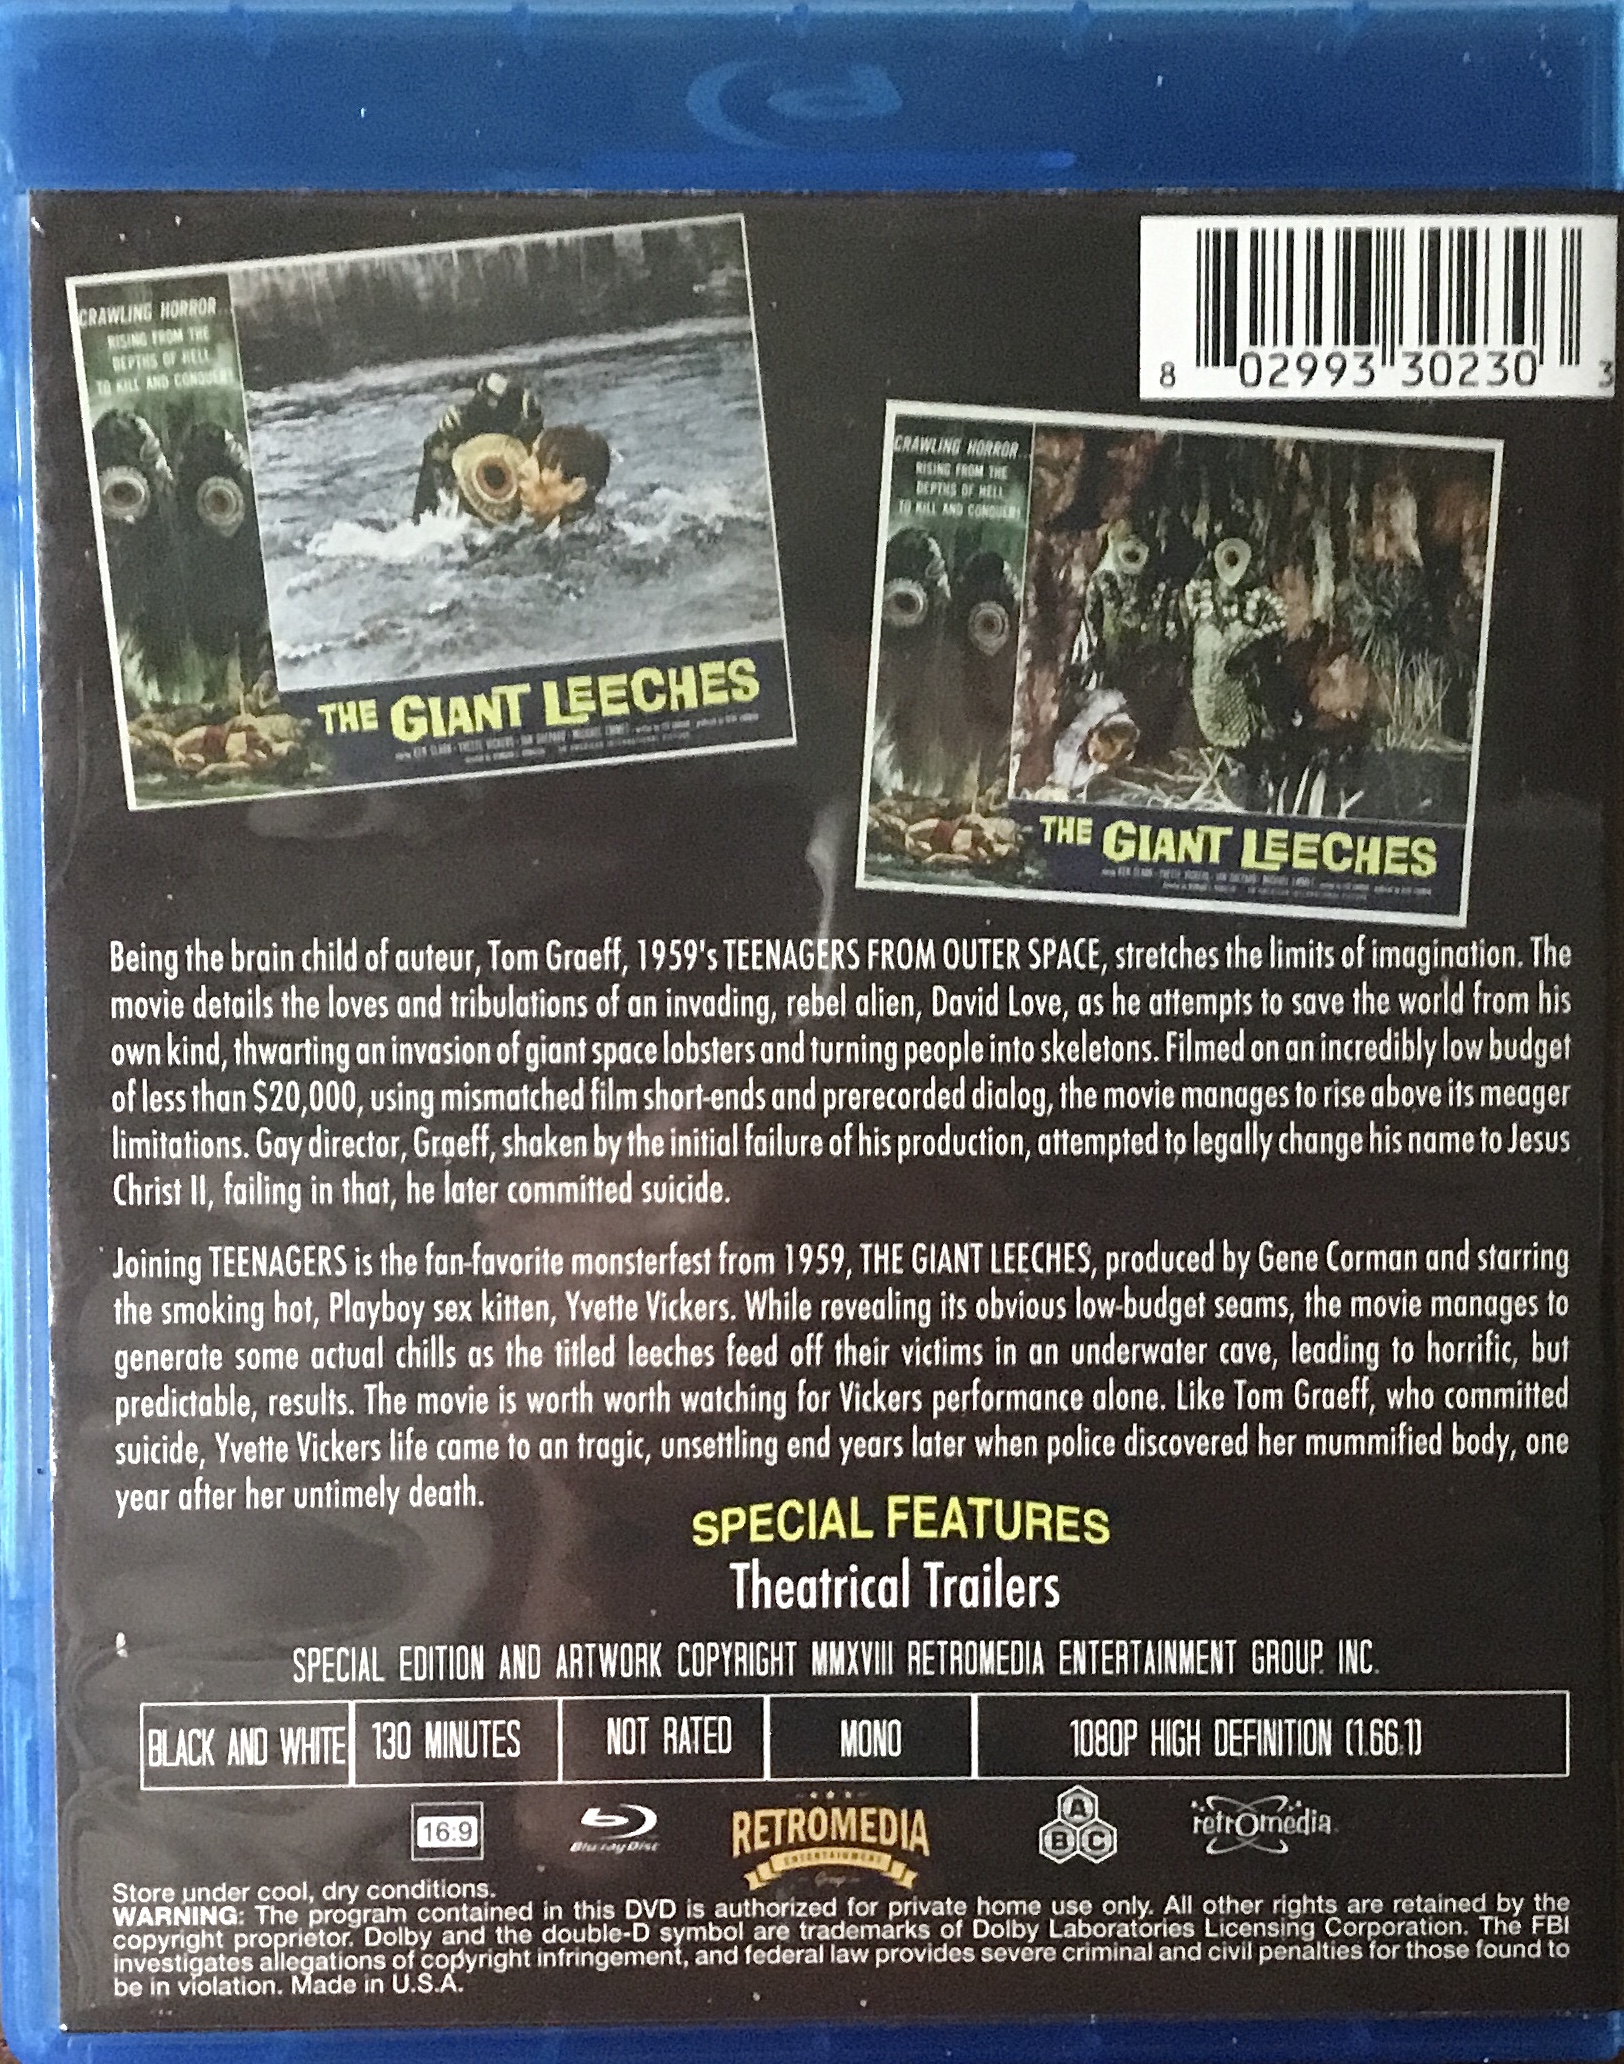 CRAWLING HORROR
RISING FROM THE
DEPTHS OF HELL
TO KILL AND CONQUER!
THE GIANT LEECHES
8 02993 30230 3
CRAWLING HORROR...
RISING FROM THE
DEPTHS OF HELL
TO KILL AND CONQUER!
THE GIANT LEECHES
Being the brain child of auteur, Tom Graeff, 1959's TEENAGERS FROM OUTER SPACE, stretches the limits of imagination. The
movie details the loves and tribulations of an invading, rebel alien, David Love, as he attempts to save the world from his
own kind, thwarting an invasion of giant space lobsters and turning people into skeletons. Filmed on an incredibly low budget
of less than $20,000, using mismatched film short-ends and prerecorded dialog, the movie manages to rise above its meager
limitations. Gay director, Graeff, shaken by the initial failure of his production, attempted to legally change his name to Jesus
Christ II, failing in that, he later committed suicide.
Joining TEENAGERS is the fan-favorite monsterfest from 1959, THE GIANT LEECHES, produced by Gene Corman and starring
the smoking hot, Playboy sex kitten, Yvette Vickers. While revealing its obvious low-budget seams, the movie manages to
generate some actual chills as the titled leeches feed off their victims in an underwater cave, leading to horrific, but
predictable, results. The movie is worth worth watching for Vickers performance alone. Like Tom Graeff, who committed
suicide, Yvette Vickers life came to an tragic, unsettling end years later when police discovered her mummified body, one
year after her untimely death.
SPECIAL FEATURES
Theatrical Trailers
SPECIAL EDITION AND ARTWORK COPYRIGHT MMXVIII RETROMEDIA ENTERTAINMENT GROUP. INC.
BLACK AND WHITE 130 MINUTES NOT RATED MONO 1080P HIGH DEFINITION (1.66.1)
16:9 Blu-ray Disc RETROMEDIA ENTERTAINMENT Group A B C retromedia
Store under cool, dry conditions.
WARNING: The program contained in this DVD is authorized for private home use only. All other rights are retained by the
copyright proprietor. Dolby and the double-D symbol are trademarks of Dolby Laboratories Licensing Corporation. The FBI
investigates allegations of copyright infringement, and federal law provides severe criminal and civil penalties for those found to
be in violation. Made in U.S.A.